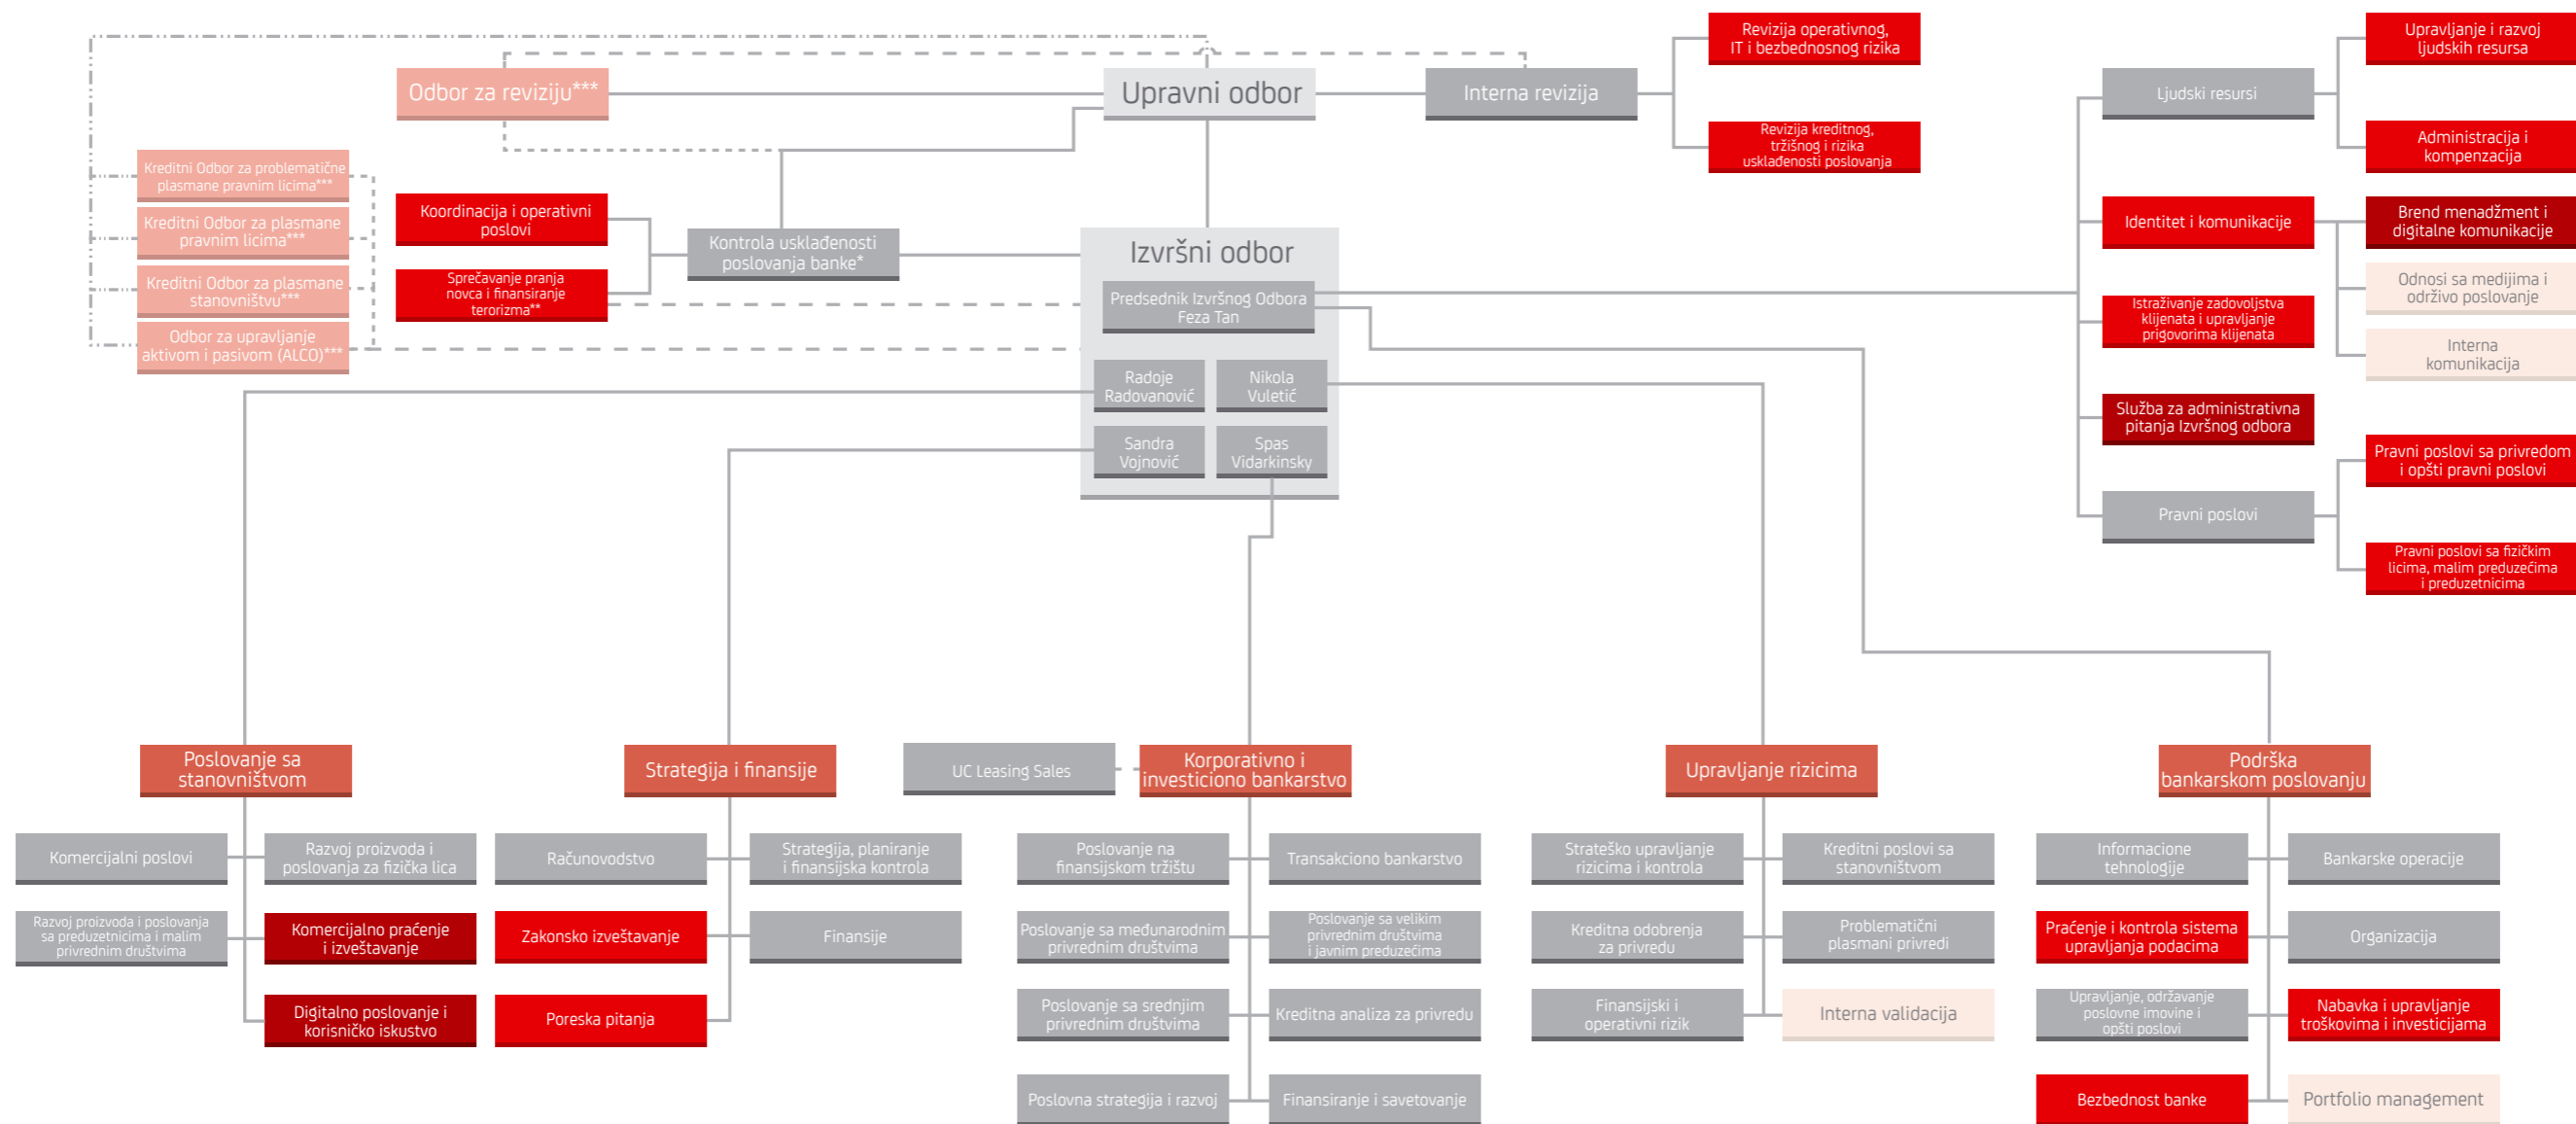 Revizija operativnog,
IT i bezbednosnog rizika
Upravljanje i razvoj
ljudskih resursa
Odbor za reviziju***
Upravni odbor
Interna revizija
Ljudski resursi
Revizija kreditnog,
tržišnog i rizika
usklađenosti poslovanja
Administracija i
kompenzacija
Kreditni Odbor za problematične
plasmane pravnim licima***
Kreditni Odbor za plasmane
pravnim licima***
Kreditni Odbor za plasmane
stanovništvu***
Odbor za upravljanje
aktivom i pasivom (ALCO)***
Koordinacija i operativni
poslovi
Sprečavanje pranja
novca i finansiranje
terorizma**
Kontrola usklađenosti
poslovanja banke*
Izvršni odbor
Predsednik Izvršnog Odbora
Feza Tan
Radoje
Radovanović
Nikola
Vuletić
Sandra
Vojnović
Spas
Vidarkinsky
Identitet i komunikacije
Brend menadžment i
digitalne komunikacije
Odnosi sa medijima i
održivo poslovanje
Interna
komunikacija
Istraživanje zadovoljstva
klijenata i upravljanje
prigovorima klijenata
Služba za administrativna
pitanja Izvršnog odbora
Pravni poslovi
Pravni poslovi sa privredom
i opšti pravni poslovi
Pravni poslovi sa fizičkim
licima, malim preduzećima
i preduzetnicima
Poslovanje sa
stanovništvom
Strategija i finansije
UC Leasing Sales
Korporativno i
investiciono bankarstvo
Upravljanje rizicima
Podrška
bankarskom poslovanju
Komercijalni poslovi
Razvoj proizvoda i
poslovanja za fizička lica
Razvoj proizvoda i poslovanja
sa preduzetnicima i malim
privrednim društvima
Komercijalno praćenje
i izveštavanje
Digitalno poslovanje i
korisničko iskustvo
Računovodstvo
Strategija, planiranje
i finansijska kontrola
Zakonsko izveštavanje
Finansije
Poreska pitanja
Poslovanje na
finansijskom tržištu
Transakciono bankarstvo
Poslovanje sa međunarodnim
privrednim društvima
Poslovanje sa velikim
privrednim društvima
i javnim preduzećima
Poslovanje sa srednjim
privrednim društvima
Kreditna analiza za privredu
Poslovna strategija i razvoj
Finansiranje i savetovanje
Strateško upravljanje
rizicima i kontrola
Kreditni poslovi sa
stanovništvom
Kreditna odobrenja
za privredu
Problematični
plasmani privredi
Finansijski i
operativni rizik
Interna validacija
Informacione
tehnologije
Bankarske operacije
Praćenje i kontrola sistema
upravljanja podacima
Organizacija
Upravljanje, održavanje
poslovne imovine i
opšti poslovi
Nabavka i upravljanje
troškovima i investicijama
Bezbednost banke
Portfolio management